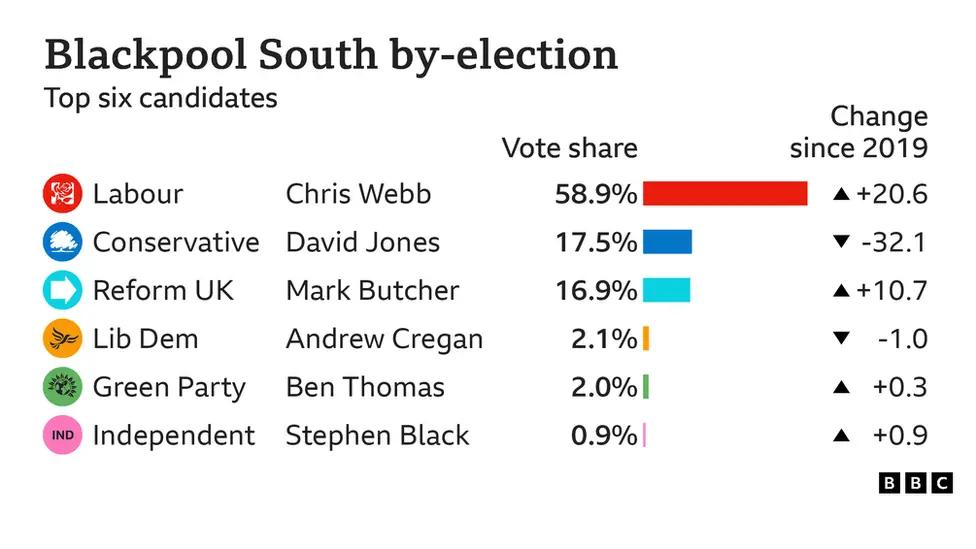 Blackpool South by-election
Top six candidates
Vote share Change since 2019
Labour Chris Webb 58.9% ▲ +20.6
Conservative David Jones 17.5% ▼ -32.1
Reform UK Mark Butcher 16.9% ▲ +10.7
Lib Dem Andrew Cregan 2.1% ▼ -1.0
Green Party Ben Thomas 2.0% ▲ +0.3
IND Independent Stephen Black 0.9% ▲ +0.9
BBC